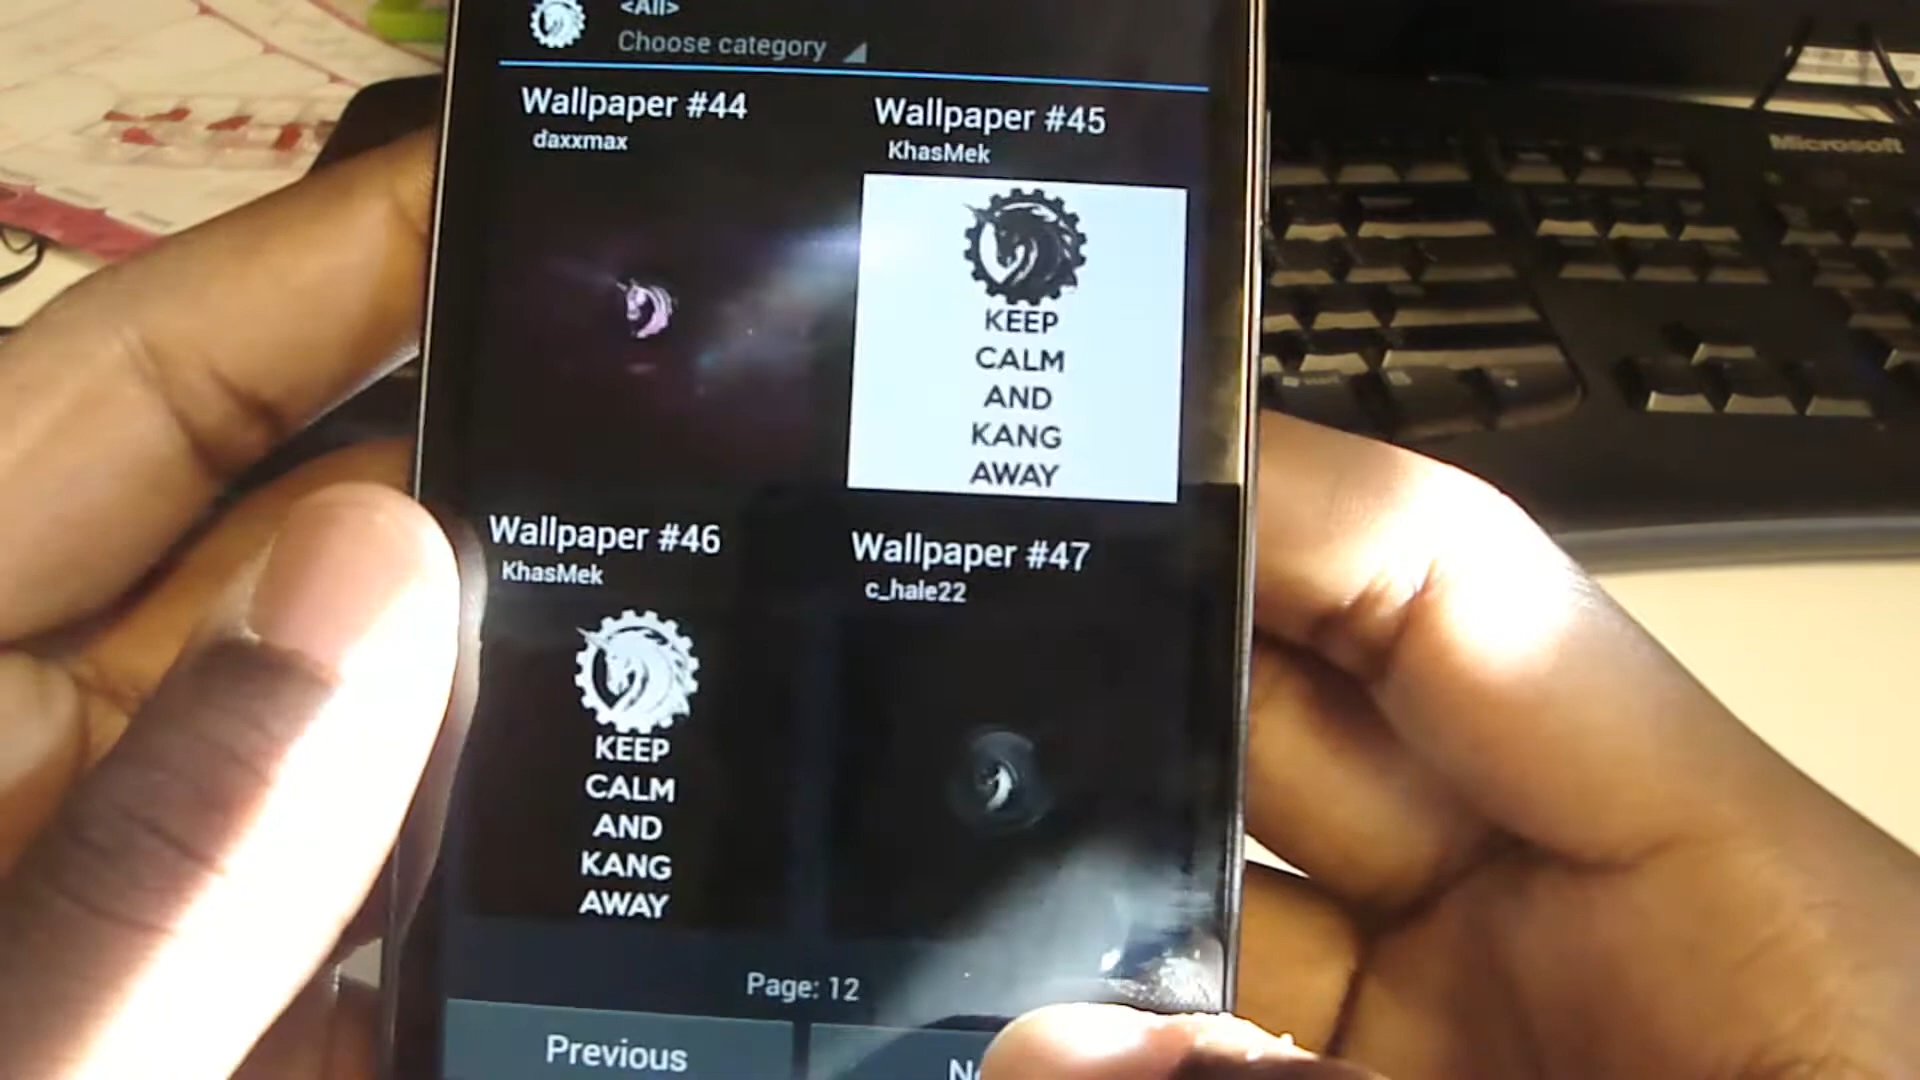 <All>
Choose category
Wallpaper #44
daxxmax
Wallpaper #45
KhasMek
KEEP
CALM
AND
KANG
AWAY
Wallpaper #46
KhasMek
KEEP
CALM
AND
KANG
AWAY
Wallpaper #47
c_hale22
Page: 12
Previous
Microsoft